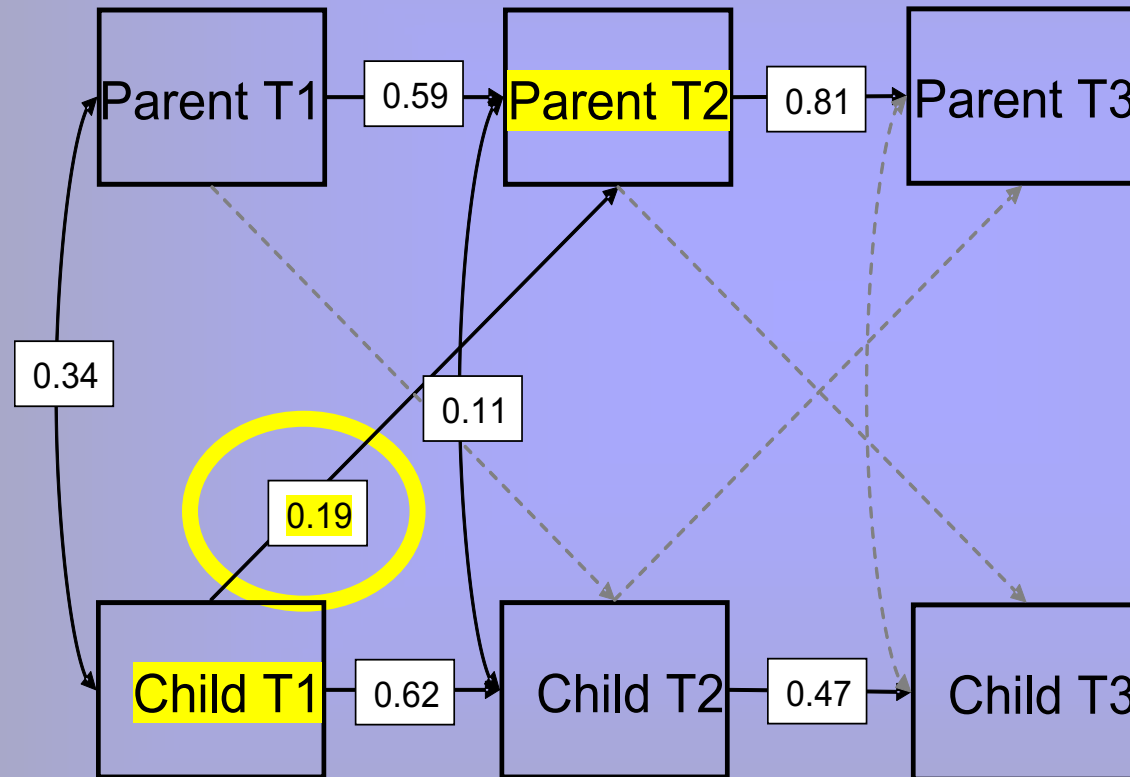 Parent T1
0.59
Parent T2
0.81
Parent T3
0.34
0.11
0.19
Child T1
0.62
Child T2
0.47
Child T3